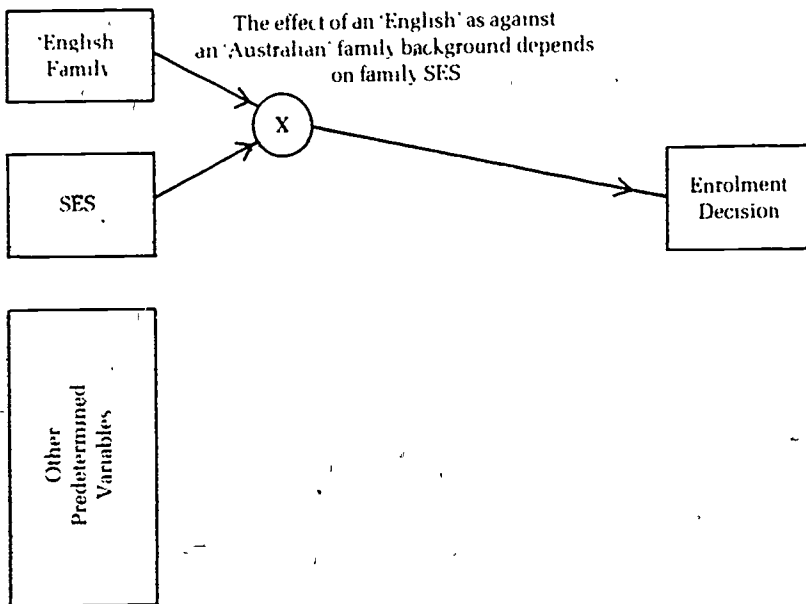 'English
Family
The effect of an 'English' as against
an 'Australian' family background depends
on family SES
X
SES
Enrolment
Decision
Other
Predetermined
Variables